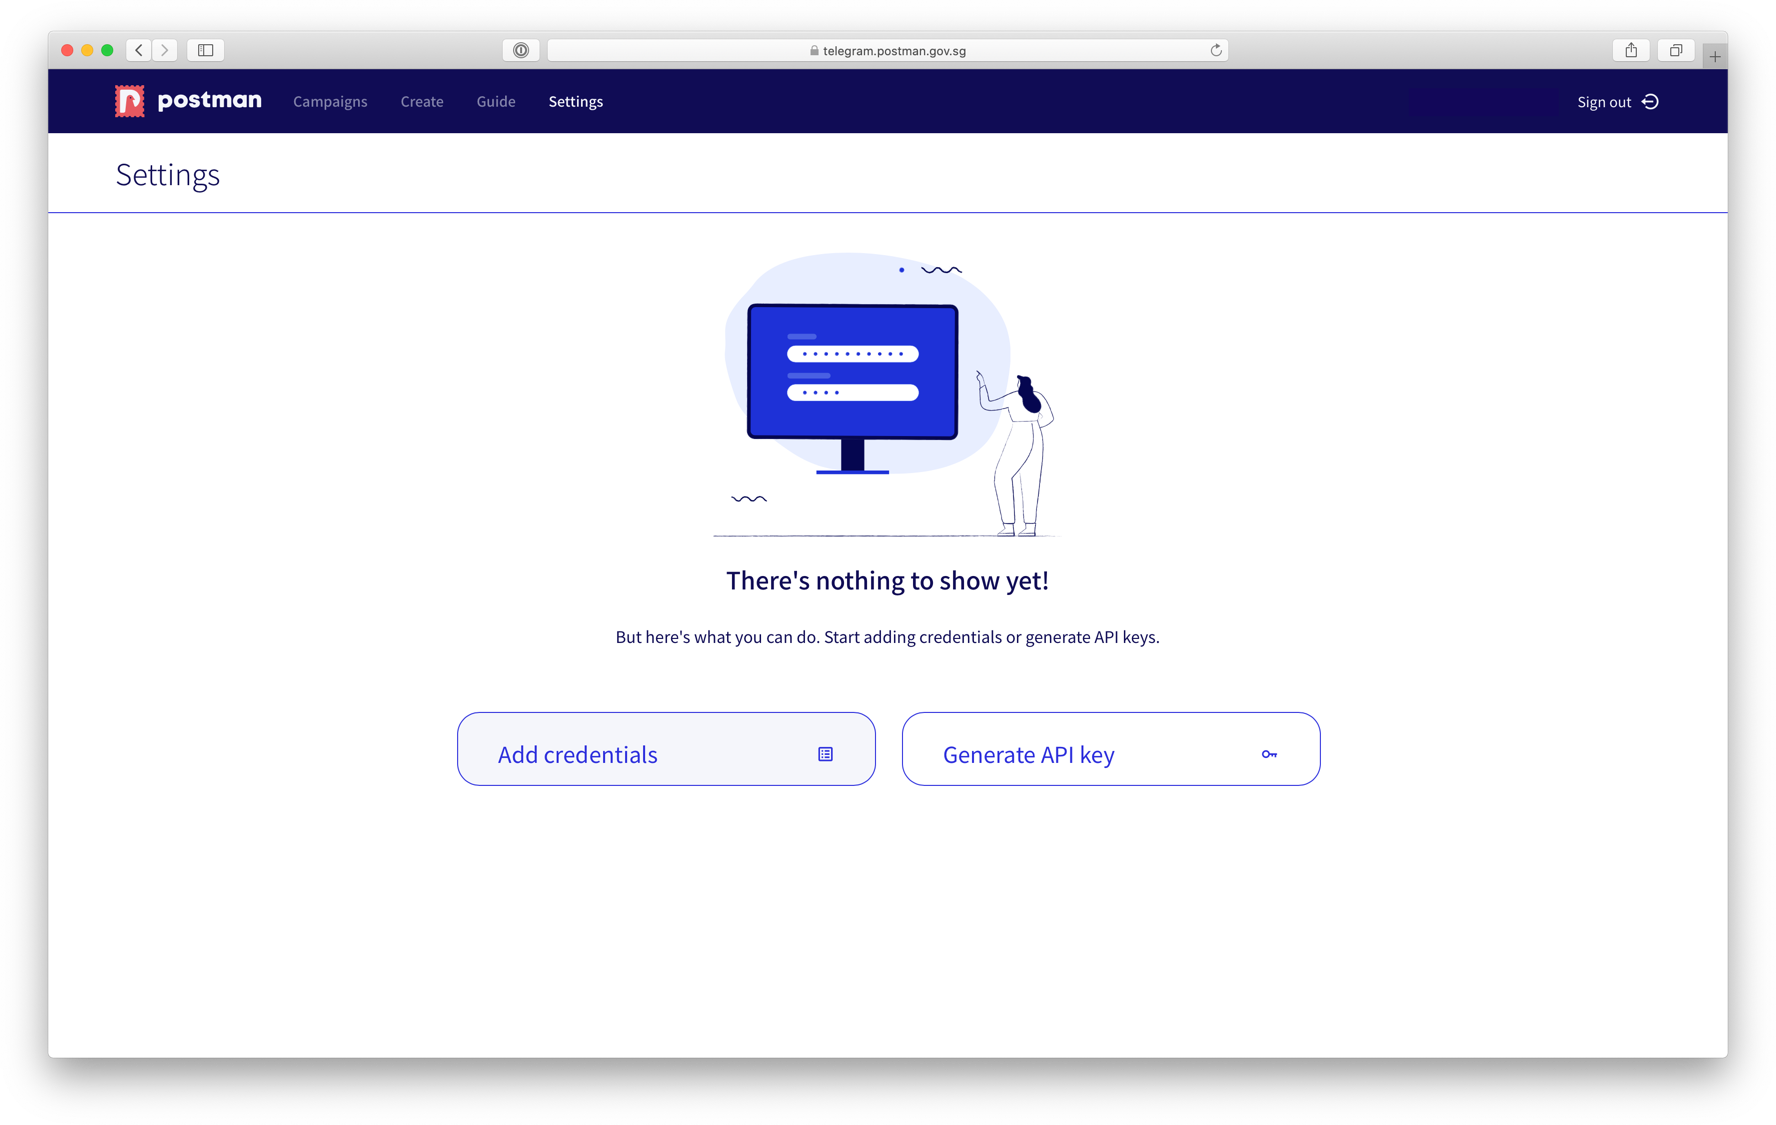 telegram.postman.gov.sg
postman Campaigns Create Guide Settings Sign out
Settings
There's nothing to show yet!
But here's what you can do. Start adding credentials or generate API keys.
Add credentials Generate API key